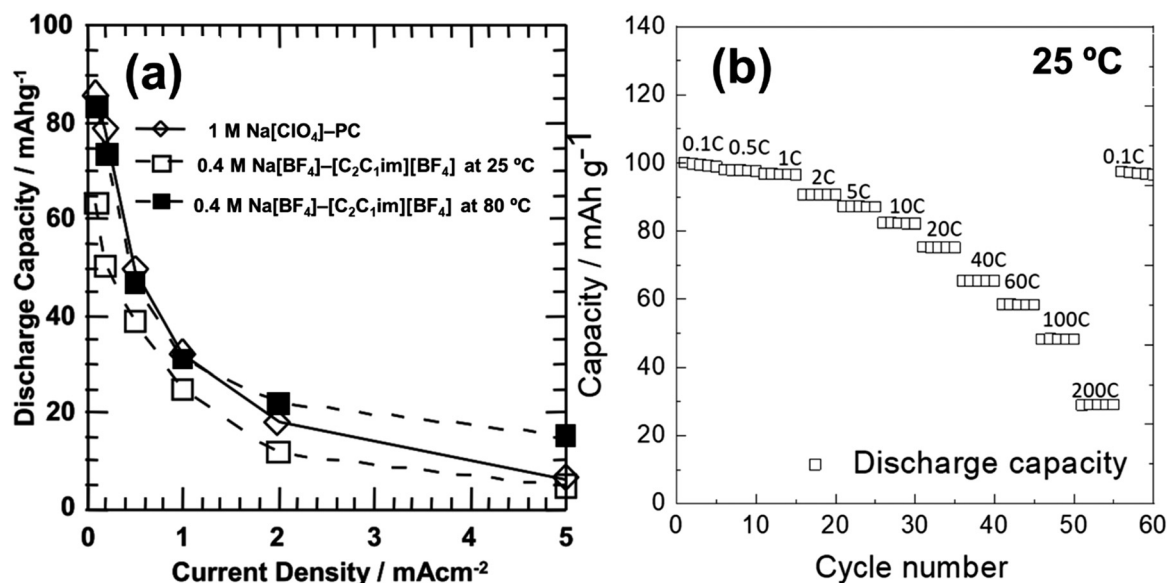 (a)
Discharge Capacity / mAhg⁻¹
100
80
60
40
20
0
1 M Na[ClO₄]–PC
0.4 M Na[BF₄]–[C₂C₁im][BF₄] at 25 ºC
0.4 M Na[BF₄]–[C₂C₁im][BF₄] at 80 ºC
0 1 2 3 4 5
Current Density / mAcm⁻²
(b)
25 ºC
Capacity / mAh g⁻¹
140
120
100
80
60
40
20
0
0.1C 0.5C 1C 2C 5C 10C 20C 40C 60C 100C 200C 0.1C
Discharge capacity
0 10 20 30 40 50 60
Cycle number